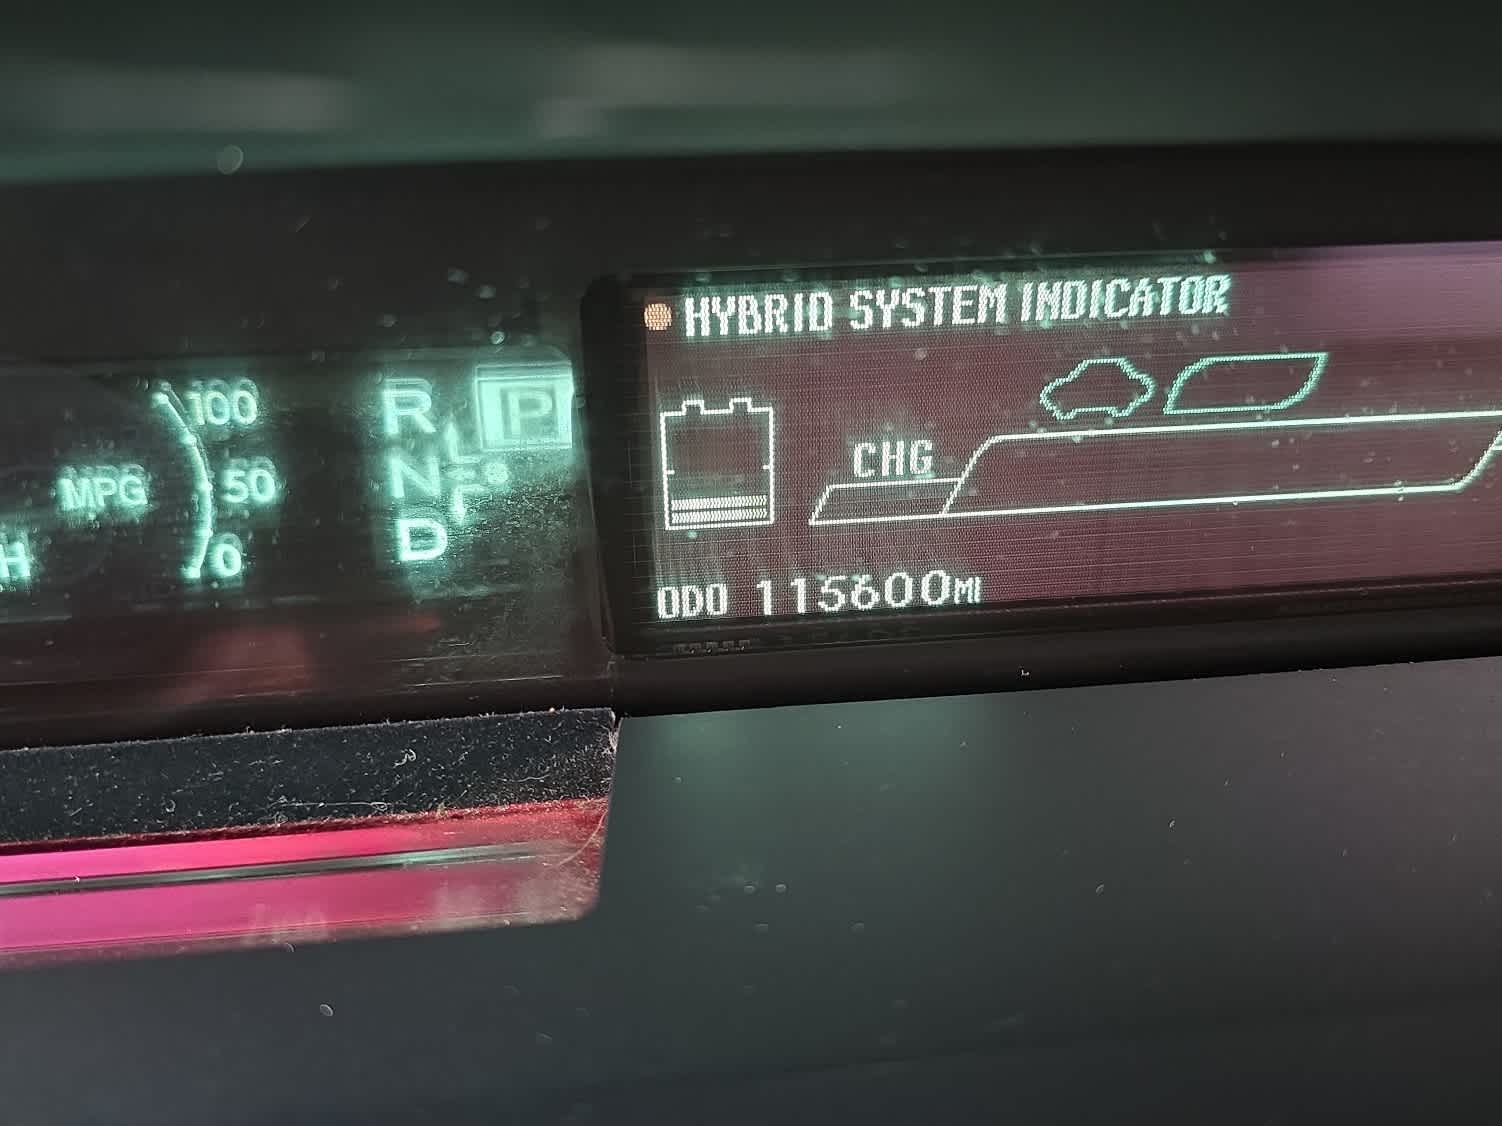 HYBRID SYSTEM INDICATOR
100
R
P
MPG
50
N
CHG
0
D
H
ODO 115600MI